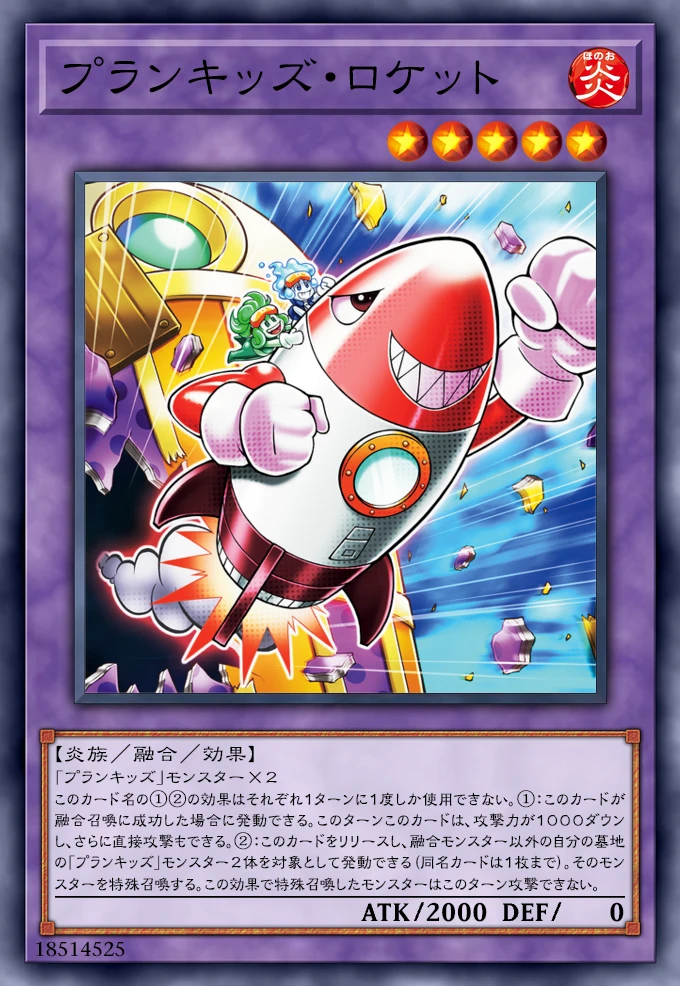 プランキッズ・ロケット
ほのお
炎
【炎族／融合／効果】
「プランキッズ」モンスター×２
このカード名の①②の効果はそれぞれ１ターンに１度しか使用できない。①：このカードが
融合召喚に成功した場合に発動できる。このターンこのカードは、攻撃力が１０００ダウン
し、さらに直接攻撃もできる。②：このカードをリリースし、融合モンスター以外の自分の墓地
の「プランキッズ」モンスター２体を対象として発動できる（同名カードは１枚まで）。そのモン
スターを特殊召喚する。この効果で特殊召喚したモンスターはこのターン攻撃できない。
ATK/2000 DEF/ 0
18514525